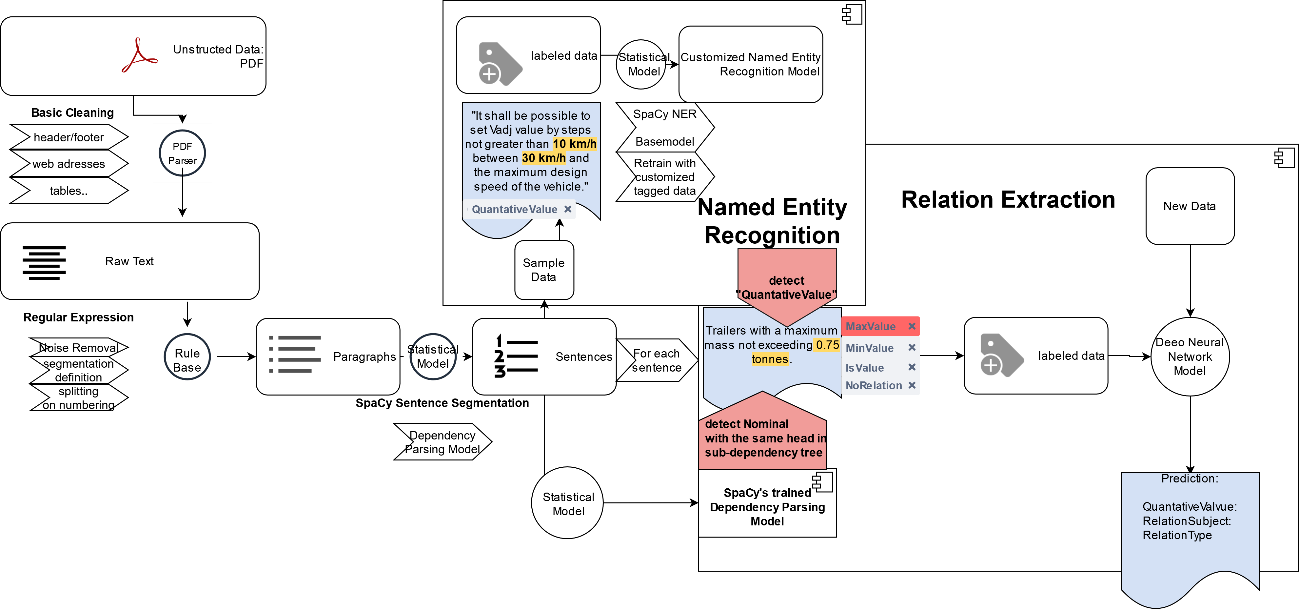 Unstructed Data:
PDF
Basic Cleaning
header/footer
web adresses
tables..
PDF
Parser
Raw Text
Regular Expression
Noise Removal
segmentation
definition
splitting
on numbering
Rule
Base
Paragraphs
Statistical
Model
SpaCy Sentence Segmentation
Dependency
Parsing Model
1
2
3
Sentences
Sample
Data
labeled data
Statistical
Model
Customized Named Entity
Recognition Model
"It shall be possible to
set Vadj value by steps
not greater than 10 km/h
between 30 km/h and
the maximum design
speed of the vehicle."
QuantativeValue ×
SpaCy NER
Basemodel
Retrain with
customized
tagged data
Named Entity
Recognition
For each
sentence
detect
"QuantativeValue"
Trailers with a maximum
mass not exceeding 0.75
tonnes.
MaxValue ×
MinValue ×
IsValue ×
NoRelation ×
detect Nominal
with the same head in
sub-dependency tree
Statistical
Model
SpaCy's trained
Dependency Parsing
Model
Relation Extraction
labeled data
New Data
Deeo Neural
Network
Model
Prediction:
QuantativeValvue:
RelationSubject:
RelationType